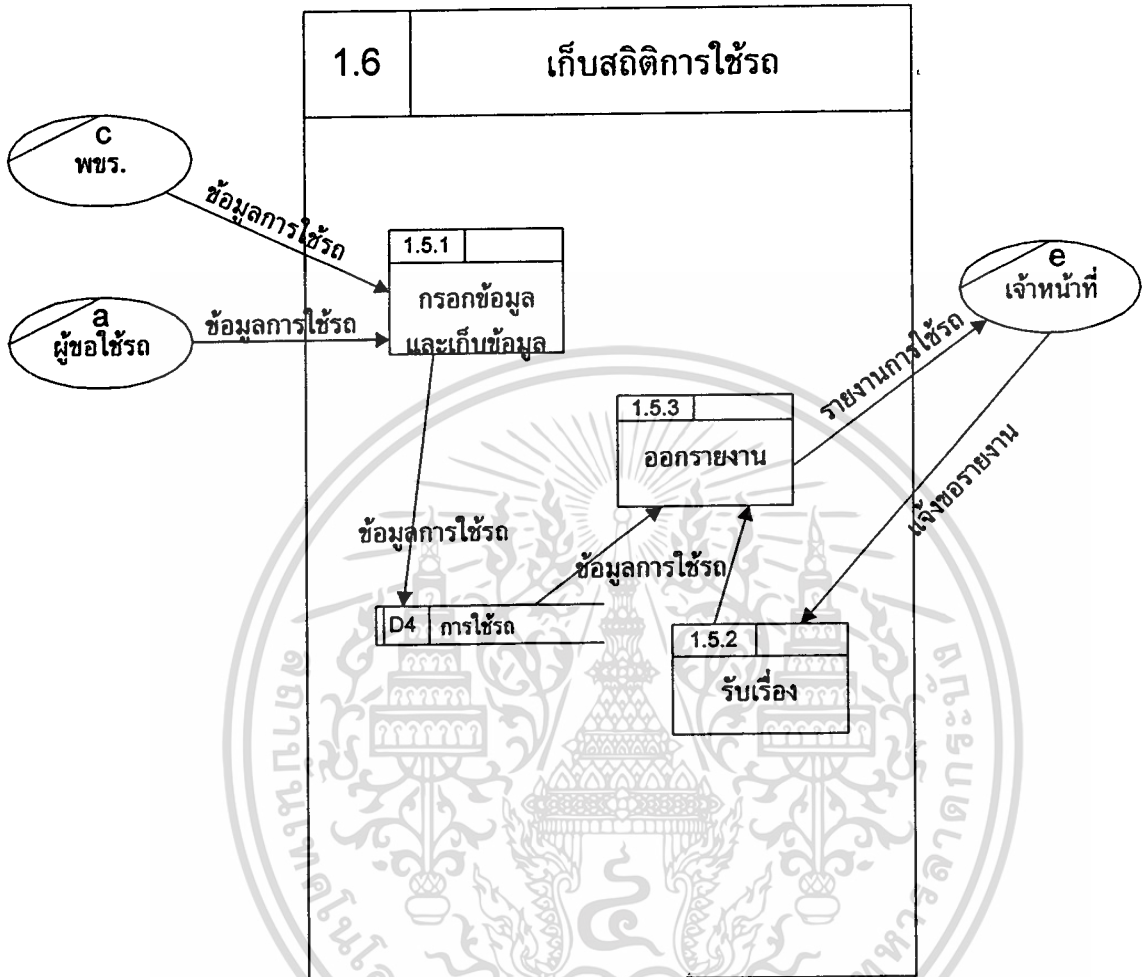 1.6
เก็บสถิติการใช้รถ
c
พขร.
ข้อมูลการใช้รถ
1.5.1
กรอกข้อมูล
และเก็บข้อมูล
a
ผู้ขอใช้รถ
ข้อมูลการใช้รถ
e
เจ้าหน้าที่
รายงานการใช้รถ
1.5.3
ออกรายงาน
แจ้งขอรายงาน
ข้อมูลการใช้รถ
ข้อมูลการใช้รถ
D4
การใช้รถ
1.5.2
รับเรื่อง